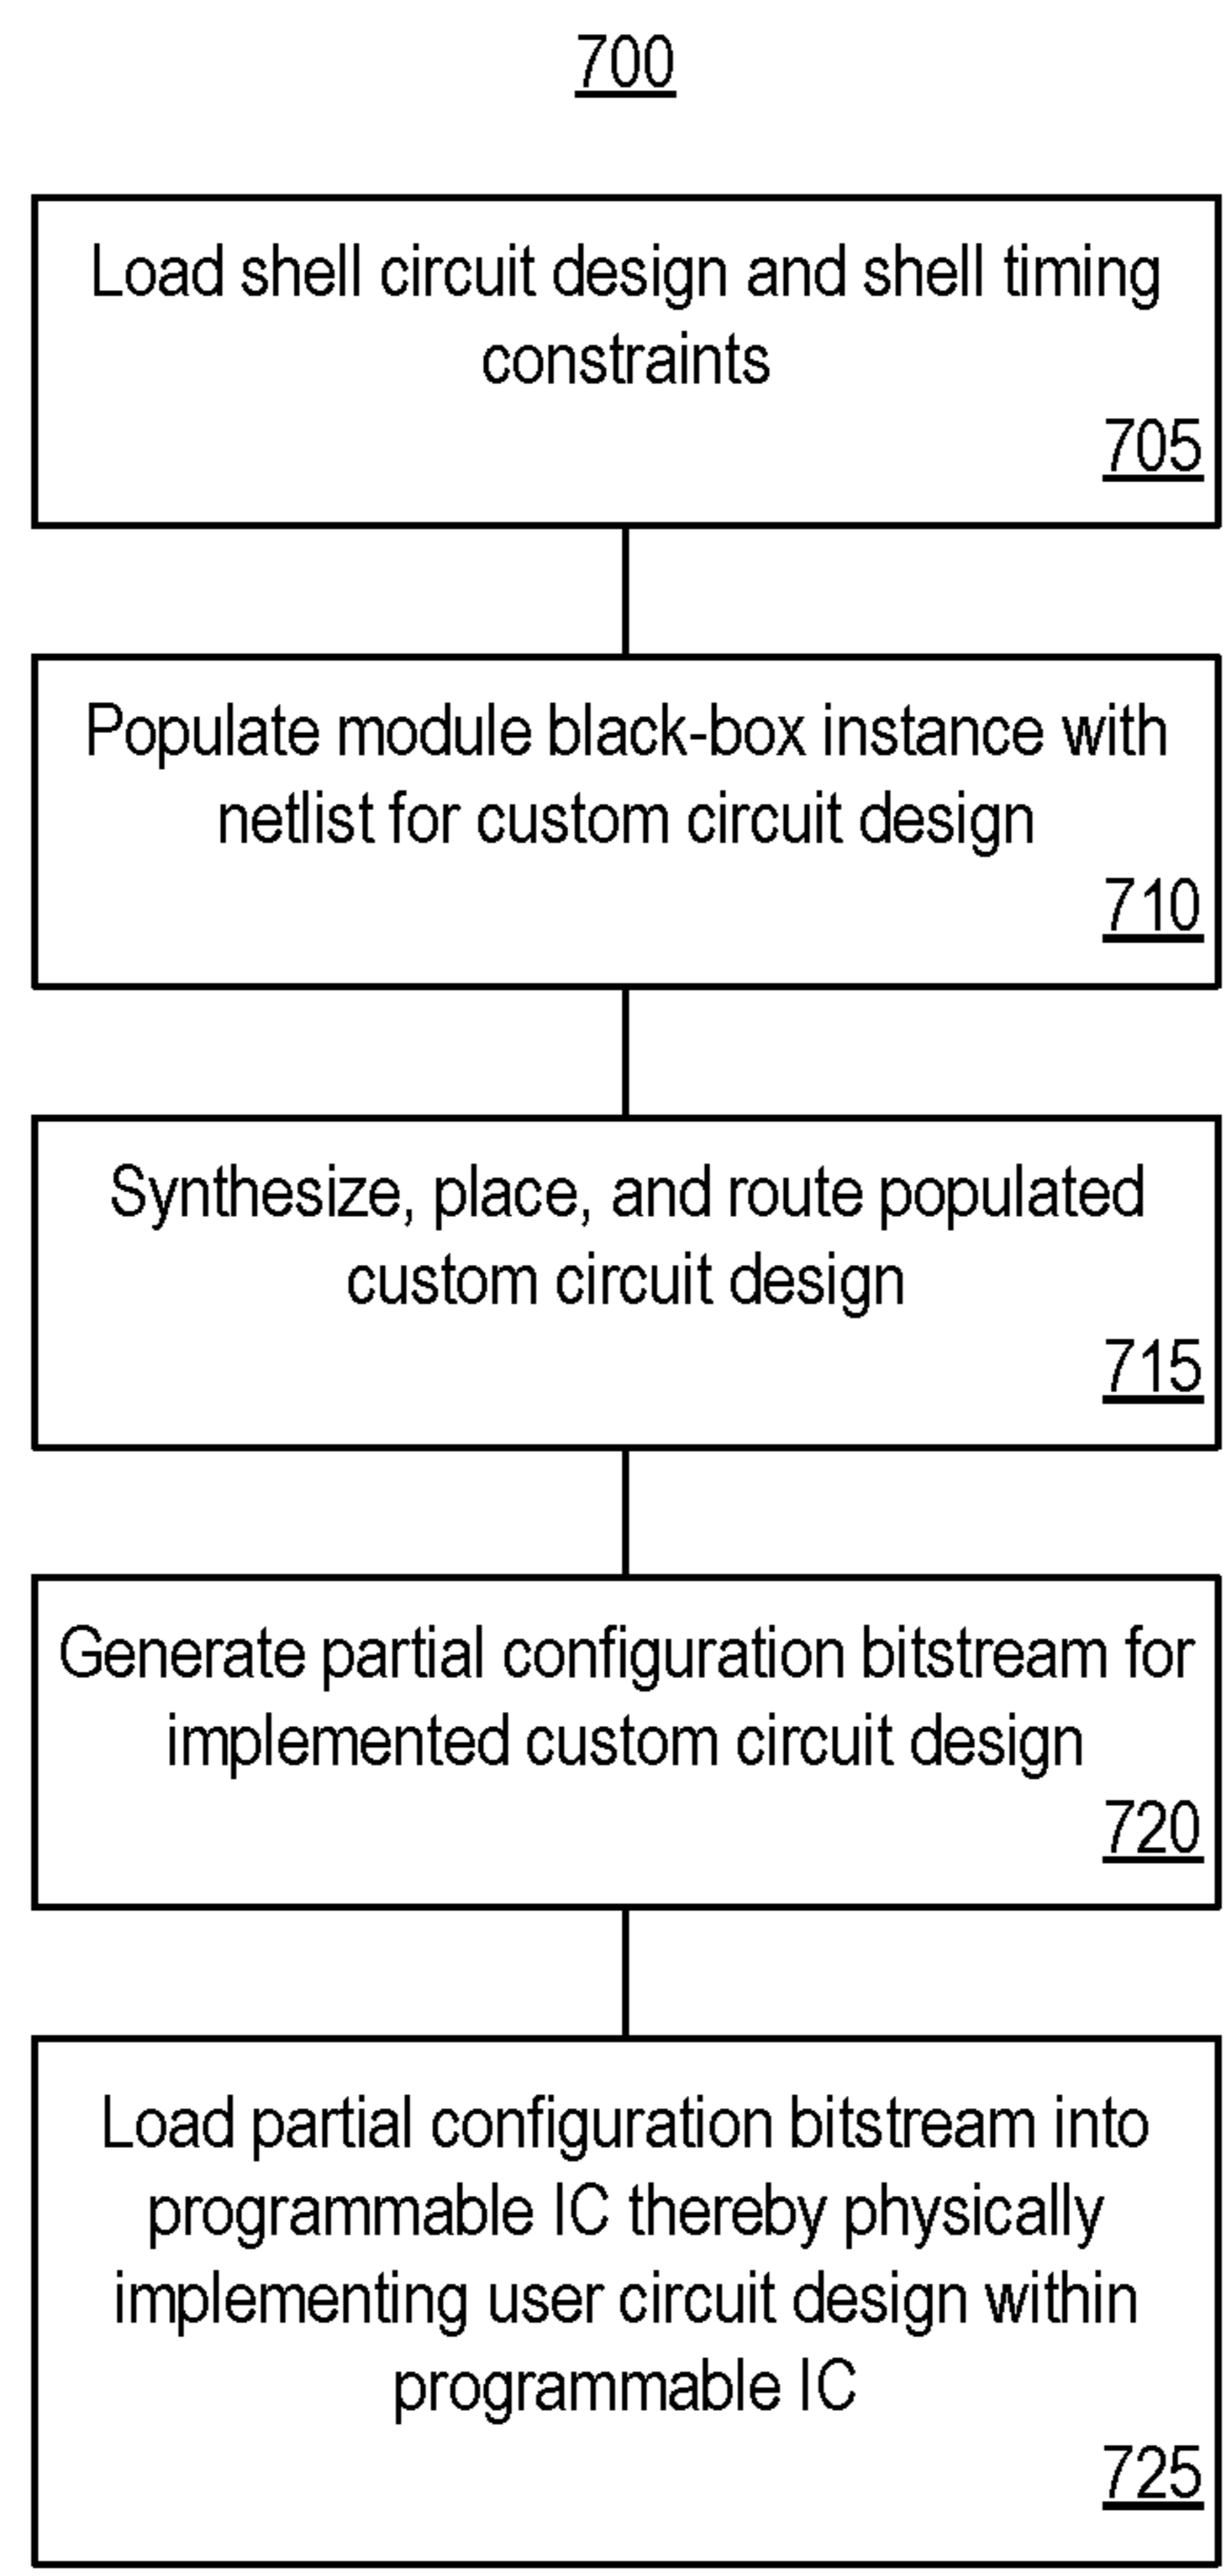 700
Load shell circuit design and shell timing
constraints
705
Populate module black-box instance with
netlist for custom circuit design
710
Synthesize, place, and route populated
custom circuit design
715
Generate partial configuration bitstream for
implemented custom circuit design
720
Load partial configuration bitstream into
programmable IC thereby physically
implementing user circuit design within
programmable IC
725